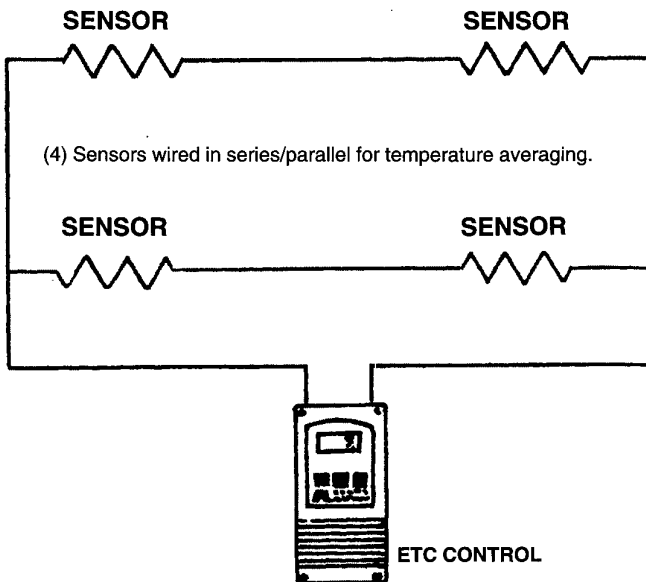 SENSOR SENSOR
(4) Sensors wired in series/parallel for temperature averaging.
SENSOR SENSOR
ETC CONTROL